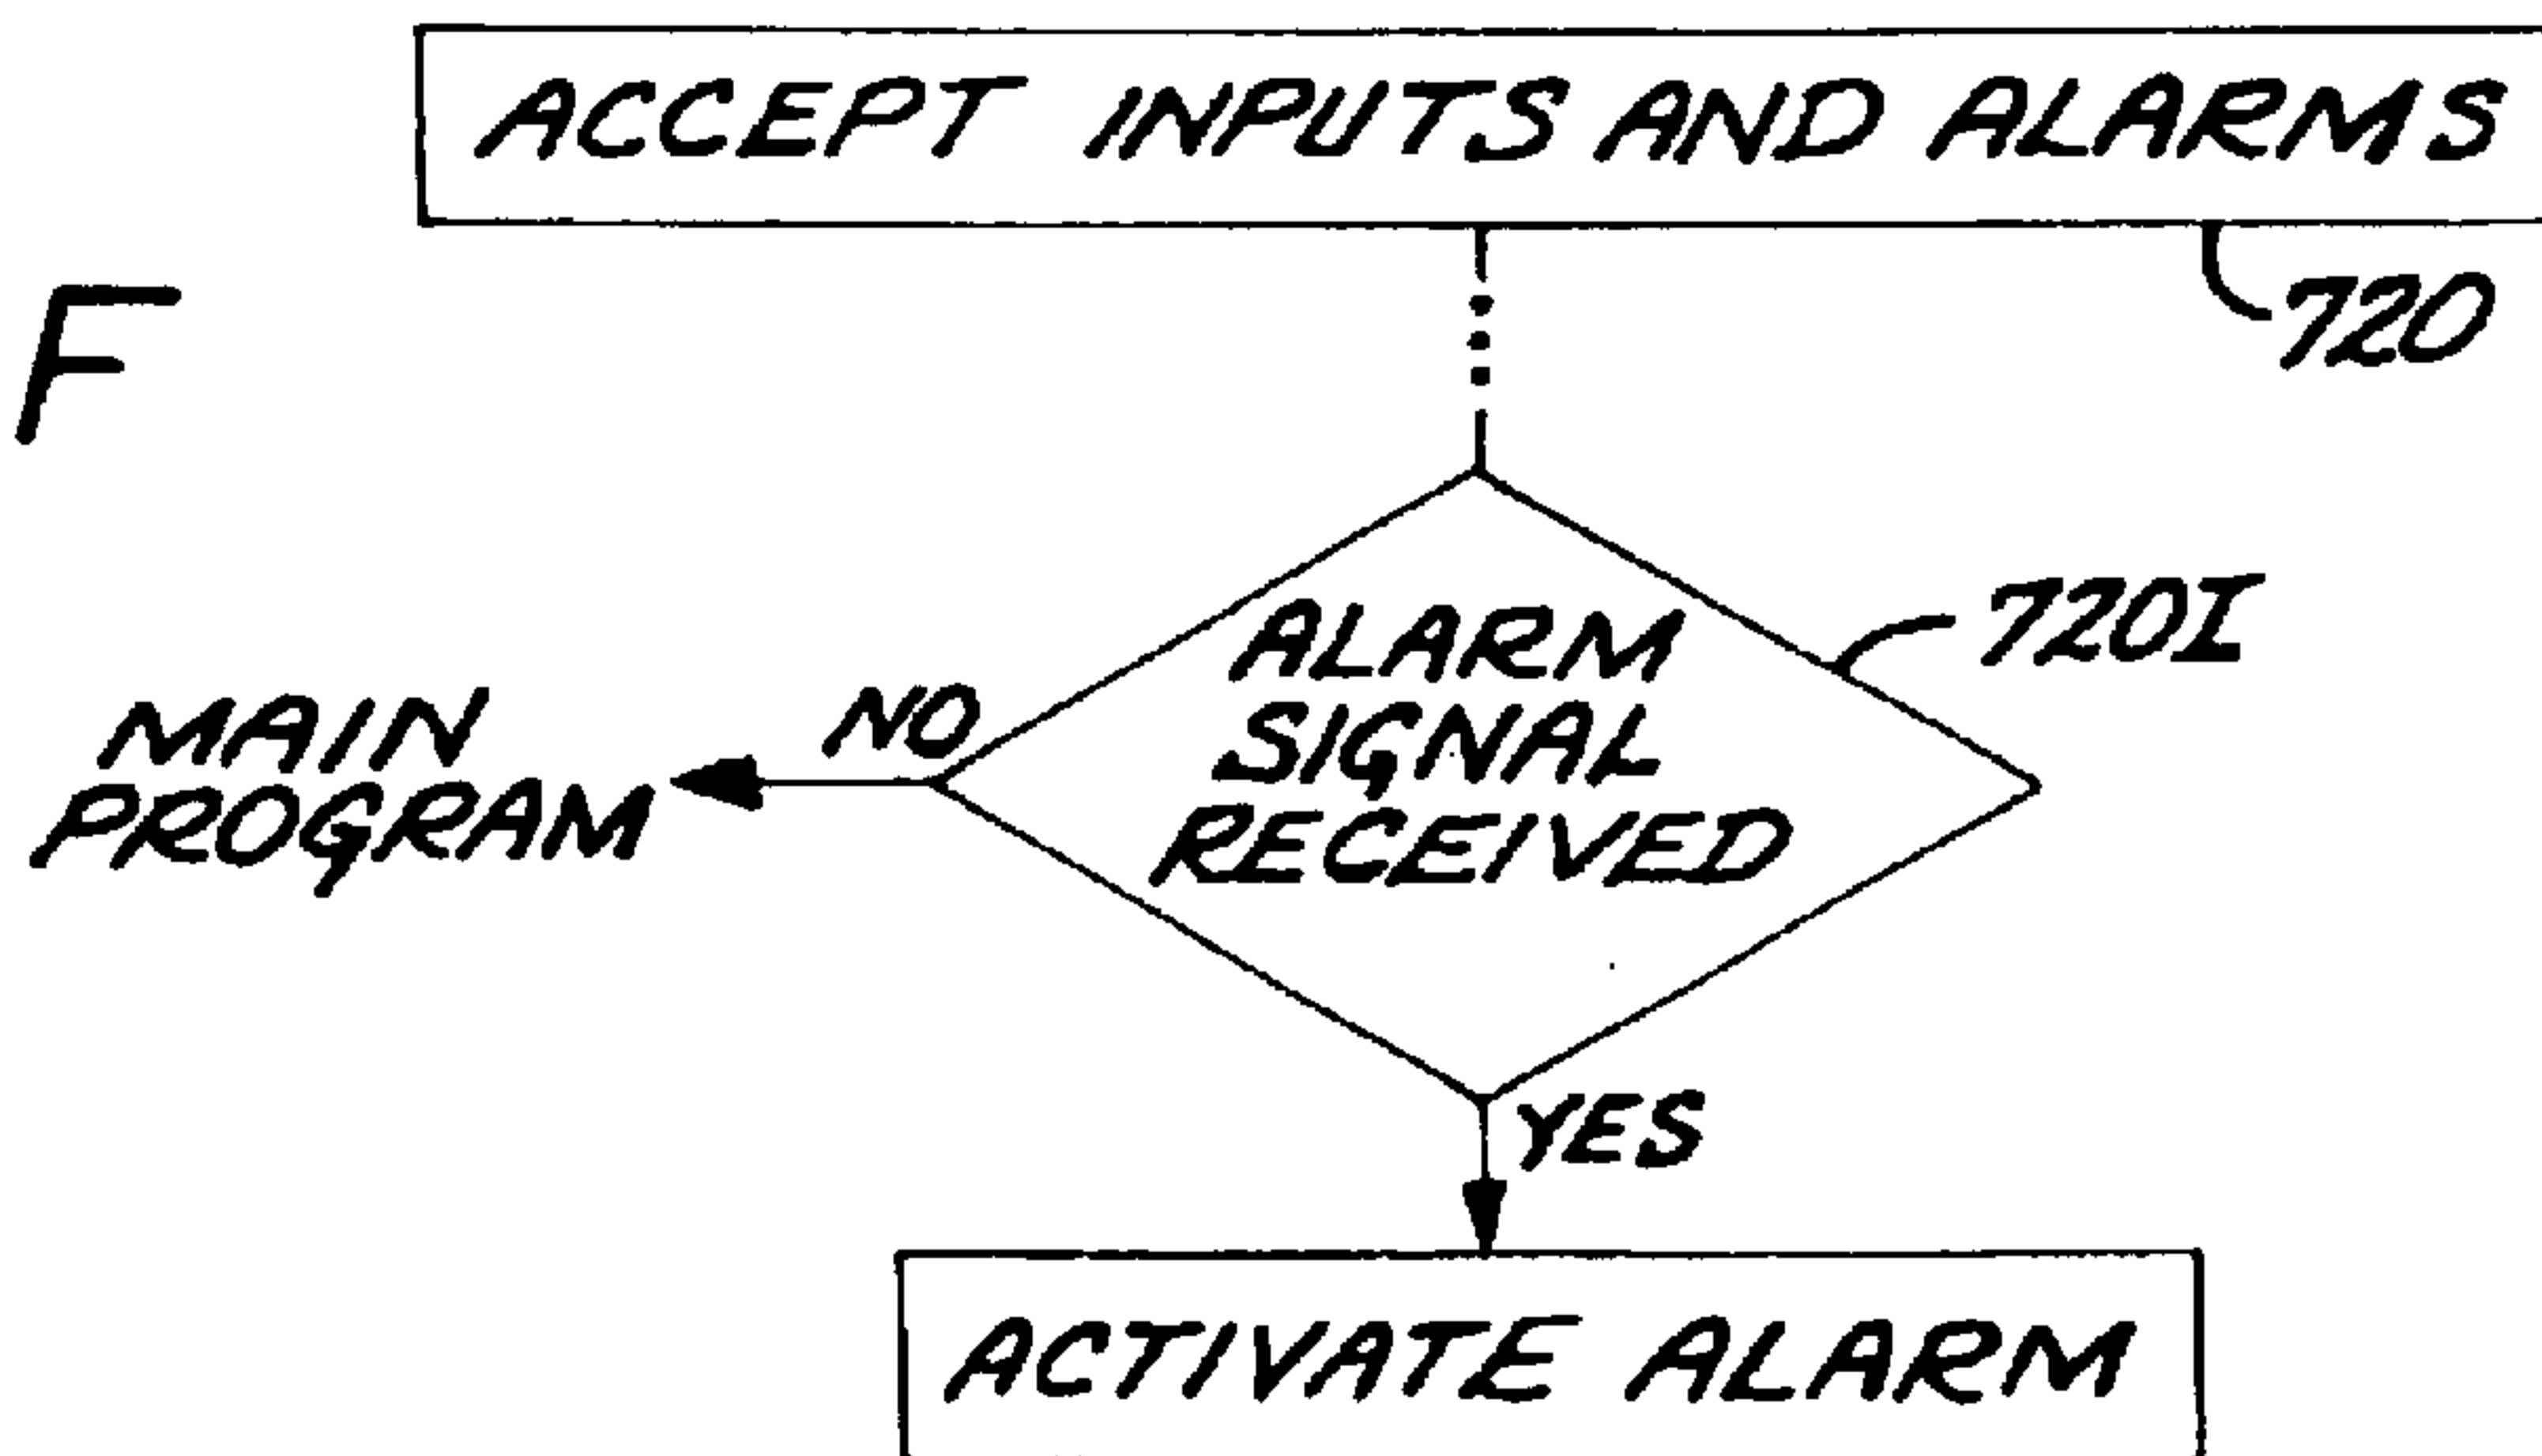 ACCEPT INPUTS AND ALARMS
720
F
720I
ALARM
SIGNAL
RECEIVED
NO
MAIN
PROGRAM
YES
ACTIVATE ALARM